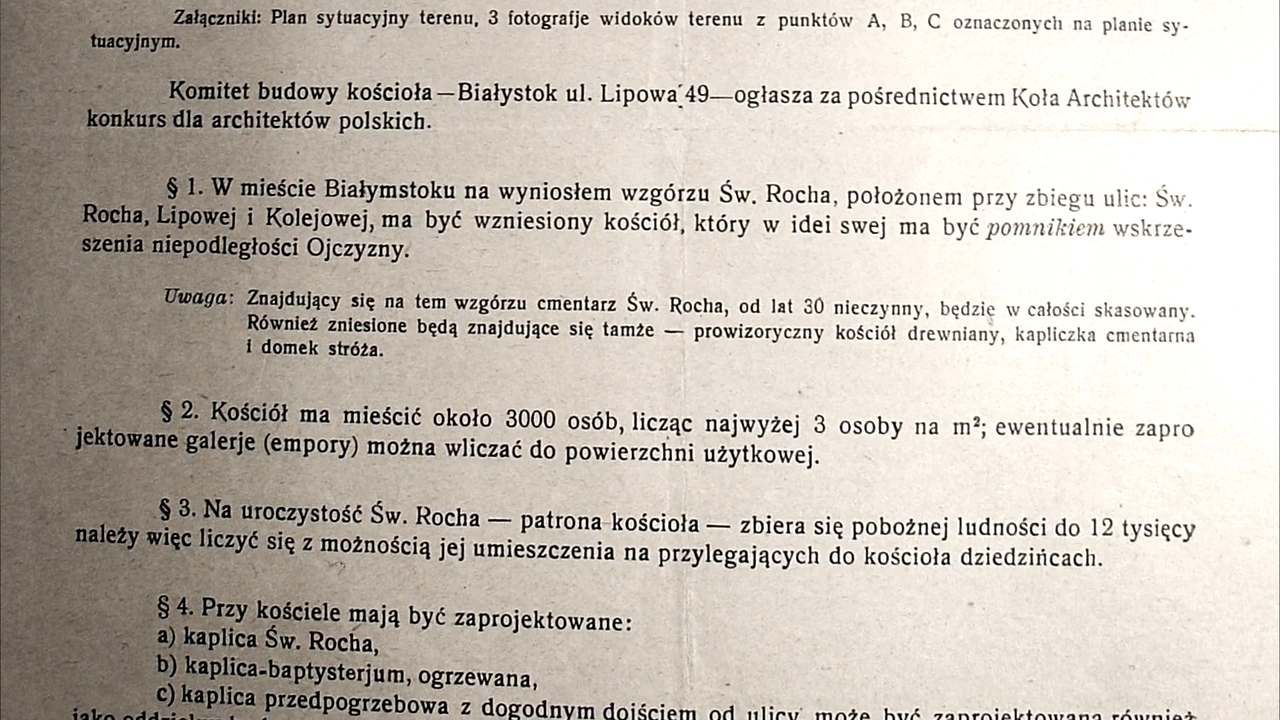 Załączniki: Plan sytuacyjny terenu, 3 fotografje widoków terenu z punktów A, B, C oznaczonych na planie sy-
tuacyjnym.
Komitet budowy kościoła—Białystok ul. Lipowa 49—ogłasza za pośrednictwem Koła Architektów
konkurs dla architektów polskich.
§ 1. W mieście Białymstoku na wyniosłem wzgórzu Św. Rocha, położonem przy zbiegu ulic: Św.
Rocha, Lipowej i Kolejowej, ma być wzniesiony kościół, który w idei swej ma być pomnikiem wskrze-
szenia niepodległości Ojczyzny.
Uwaga: Znajdujący się na tem wzgórzu cmentarz Św. Rocha, od lat 30 nieczynny, będzie w całości skasowany.
Również zniesione będą znajdujące się tamże — prowizoryczny kościół drewniany, kapliczka cmentarna
i domek stróża.
§ 2. Kościół ma mieścić około 3000 osób, licząc najwyżej 3 osoby na m²; ewentualnie zapro
jektowane galerje (empory) można wliczać do powierzchni użytkowej.
§ 3. Na uroczystość Św. Rocha — patrona kościoła — zbiera się pobożnej ludności do 12 tysięcy
należy więc liczyć się z możnością jej umieszczenia na przylegających do kościoła dziedzińcach.
§ 4. Przy kościele mają być zaprojektowane:
a) kaplica Św. Rocha,
b) kaplica-baptysterjum, ogrzewana,
c) kaplica przedpogrzebowa z dogodnym dojściem od ulicy może być zaprojektowana również
jako